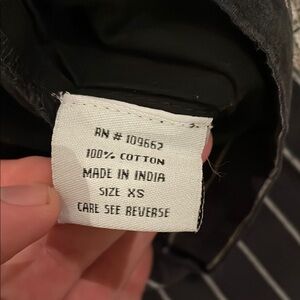 RN # 109662
100% COTTON
MADE IN INDIA
SIZE XS
CARE SEE REVERSE